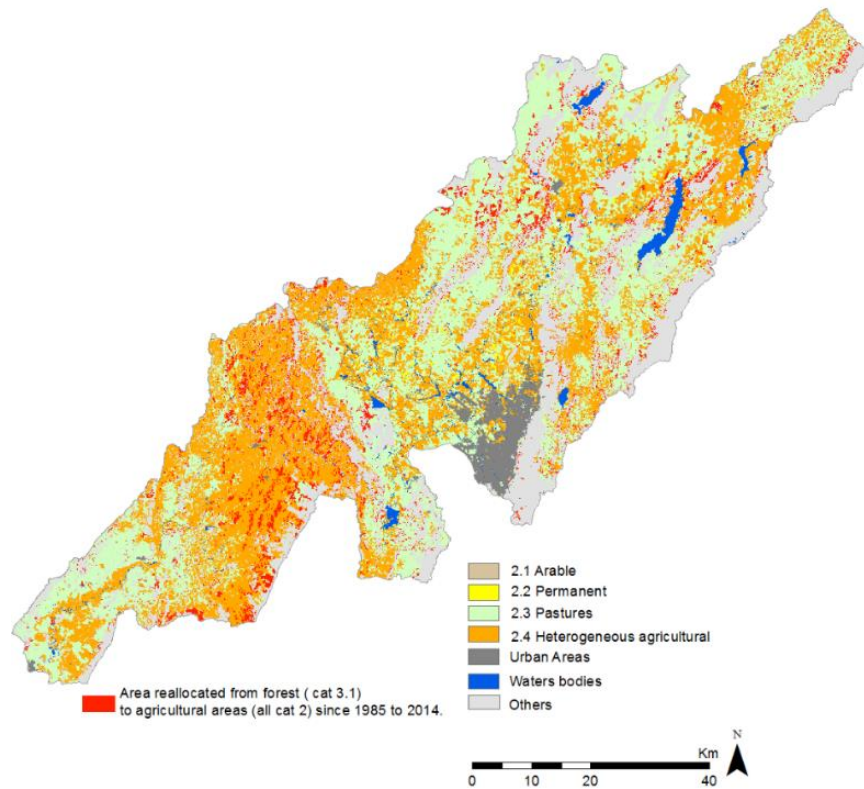 2.1 Arable
2.2 Permanent
2.3 Pastures
2.4 Heterogeneous agricultural
Urban Areas
Waters bodies
Others
Area reallocated from forest ( cat 3.1)
to agricultural areas (all cat 2) since 1985 to 2014.
N
Km
0 10 20 40